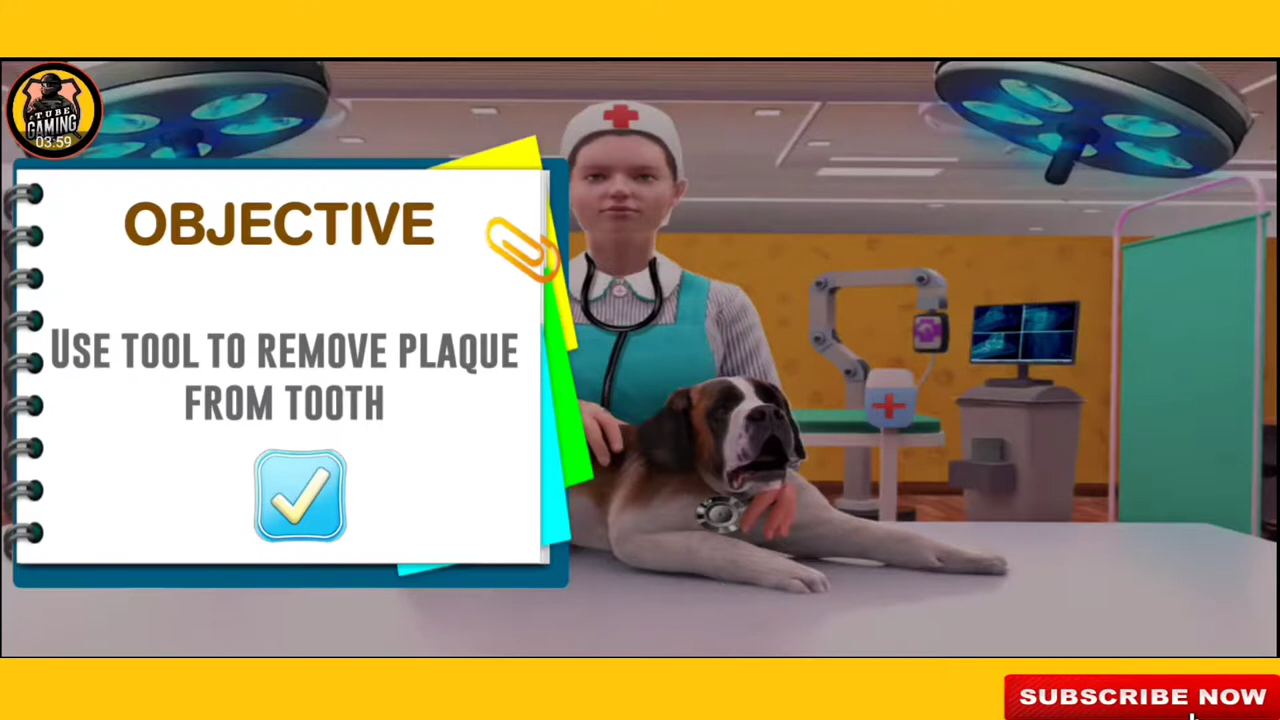 TUBE
GAMING
03:59
OBJECTIVE
USE TOOL TO REMOVE PLAQUE
FROM TOOTH
SUBSCRIBE NOW